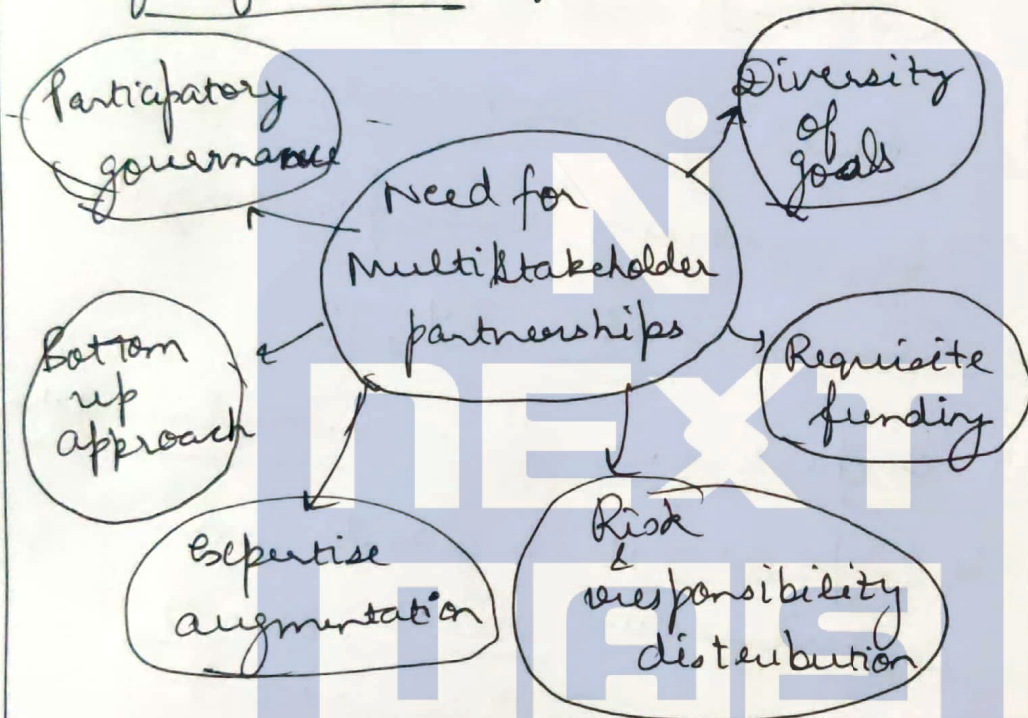 Participatory
governance
Diversity
of
goals
Need for
Multistakeholder
partnerships
Bottom
up
approach
Requisite
funding
Expertise
augmentation
Risk
&
responsibility
distribution
NEXT
IAS